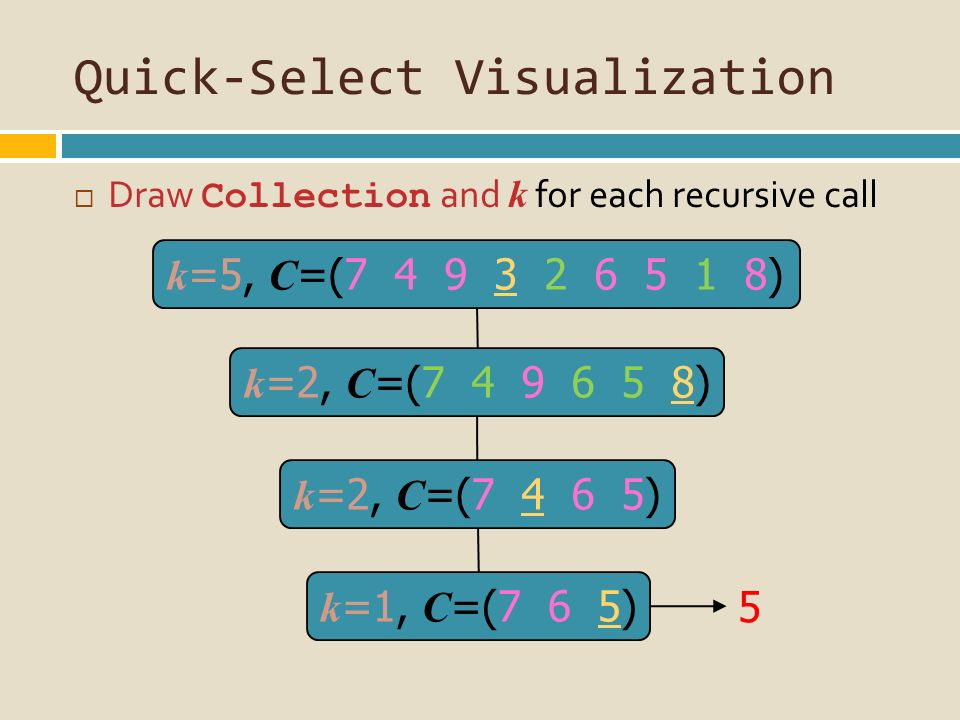 Quick-Select Visualization
Draw Collection and k for each recursive call
k=5, C=(7 4 9 3 2 6 5 1 8)
k=2, C=(7 4 9 6 5 8)
k=2, C=(7 4 6 5)
k=1, C=(7 6 5) 5